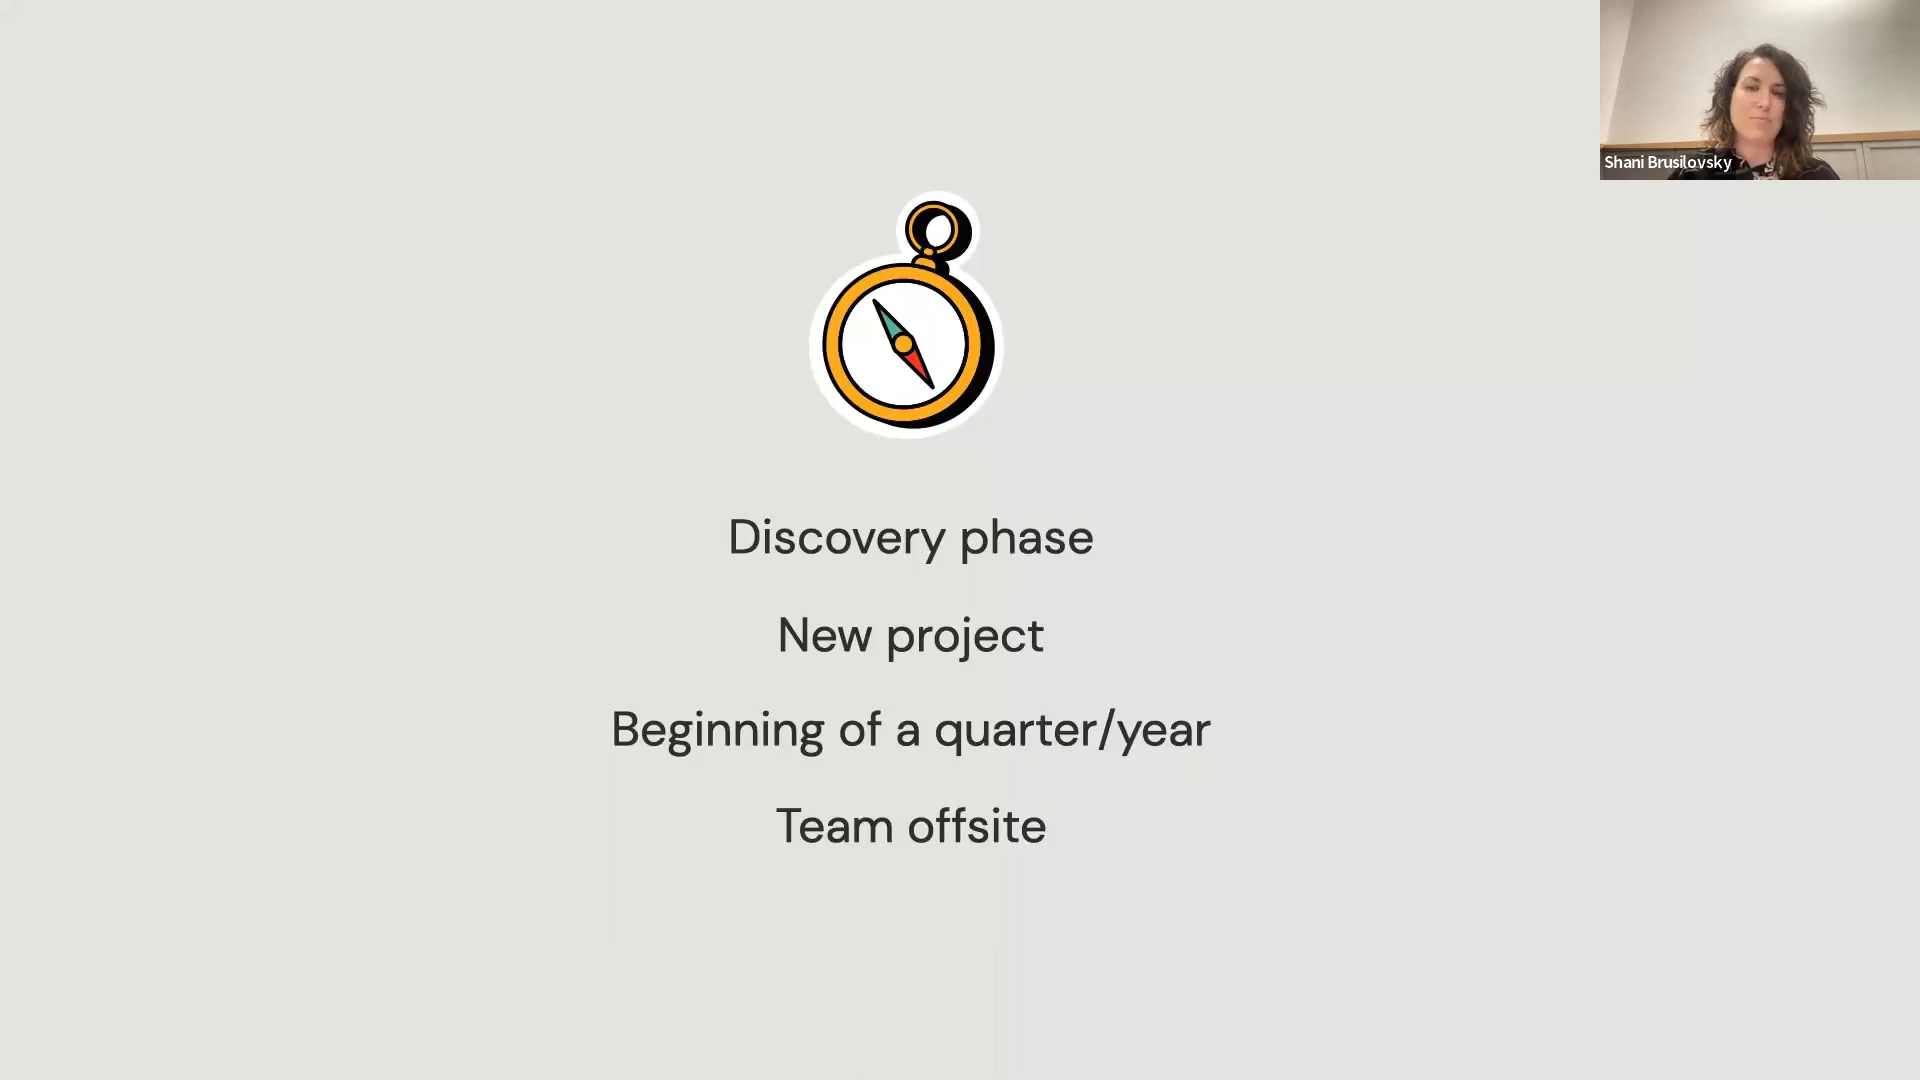 Shani Brusilovsky
Discovery phase
New project
Beginning of a quarter/year
Team offsite